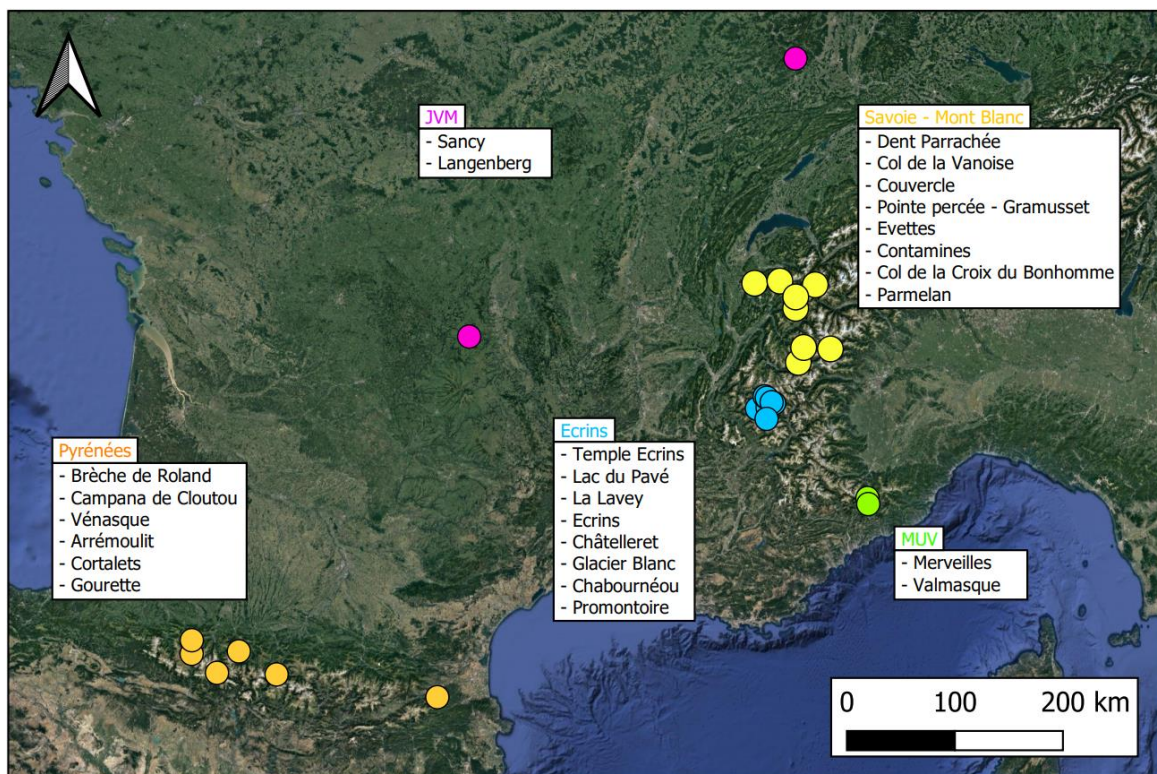 JVM
- Sancy
- Langenberg
Savoie - Mont Blanc
- Dent Parrachée
- Col de la Vanoise
- Couvercle
- Pointe percée - Gramusset
- Evettes
- Contamines
- Col de la Croix du Bonhomme
- Parmelan
Pyrénées
- Brèche de Roland
- Campana de Cloutou
- Vénasque
- Arrémoulit
- Cortalets
- Gourette
Ecrins
- Temple Ecrins
- Lac du Pavé
- La Lavey
- Ecrins
- Châtelleret
- Glacier Blanc
- Chabournéou
- Promontoire
MUV
- Merveilles
- Valmasque
0 100 200 km